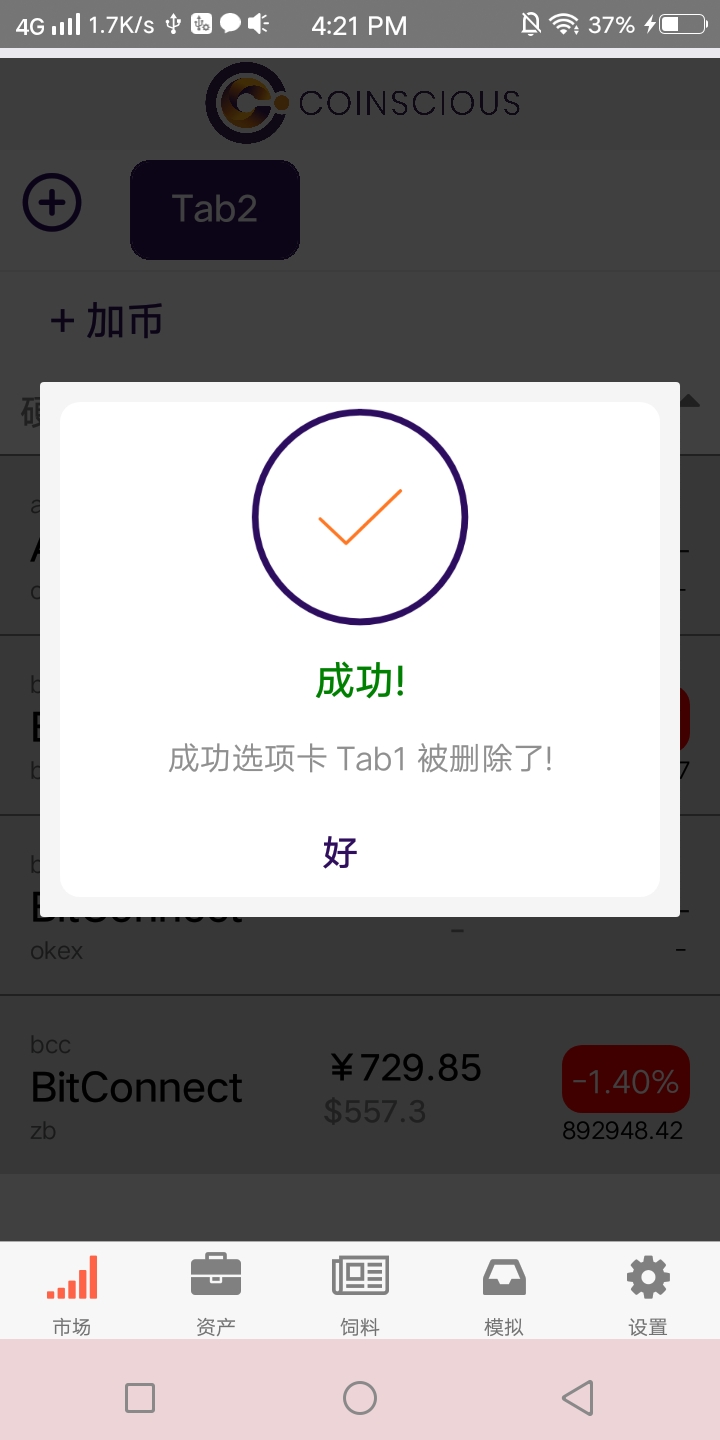 4G 1.7K/s 4:21 PM 37%
COINSCIOUS
Tab2
+ 加币
成功!
成功选项卡 Tab1 被删除了!
好
BitConnect
okex
-
-
bcc
BitConnect
zb
¥729.85
$557.3
-1.40%
892948.42
市场 资产 饲料 模拟 设置